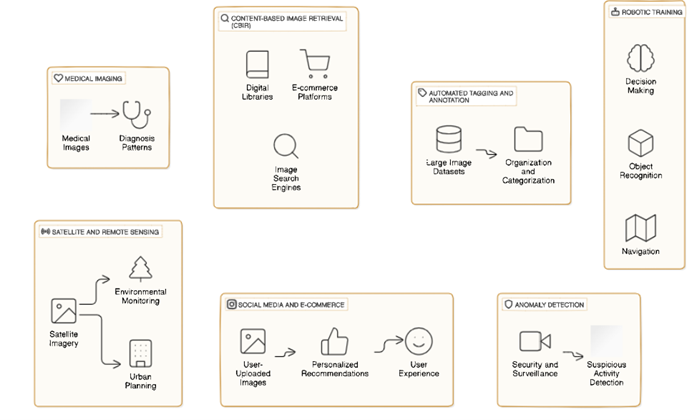 MEDICAL IMAGING
Medical
Images
Diagnosis
Patterns
CONTENT-BASED IMAGE RETRIEVAL
(CBIR)
Digital
Libraries
E-commerce
Platforms
Image
Search
Engines
AUTOMATED TAGGING AND
ANNOTATION
Large Image
Datasets
Organization
and
Categorization
ROBOTIC TRAINING
Decision
Making
Object
Recognition
Navigation
SATELLITE AND REMOTE SENSING
Satellite
Imagery
Environmental
Monitoring
Urban
Planning
SOCIAL MEDIA AND E-COMMERCE
User-
Uploaded
Images
Personalized
Recommendations
User
Experience
ANOMALY DETECTION
Security and
Surveillance
Suspicious
Activity
Detection